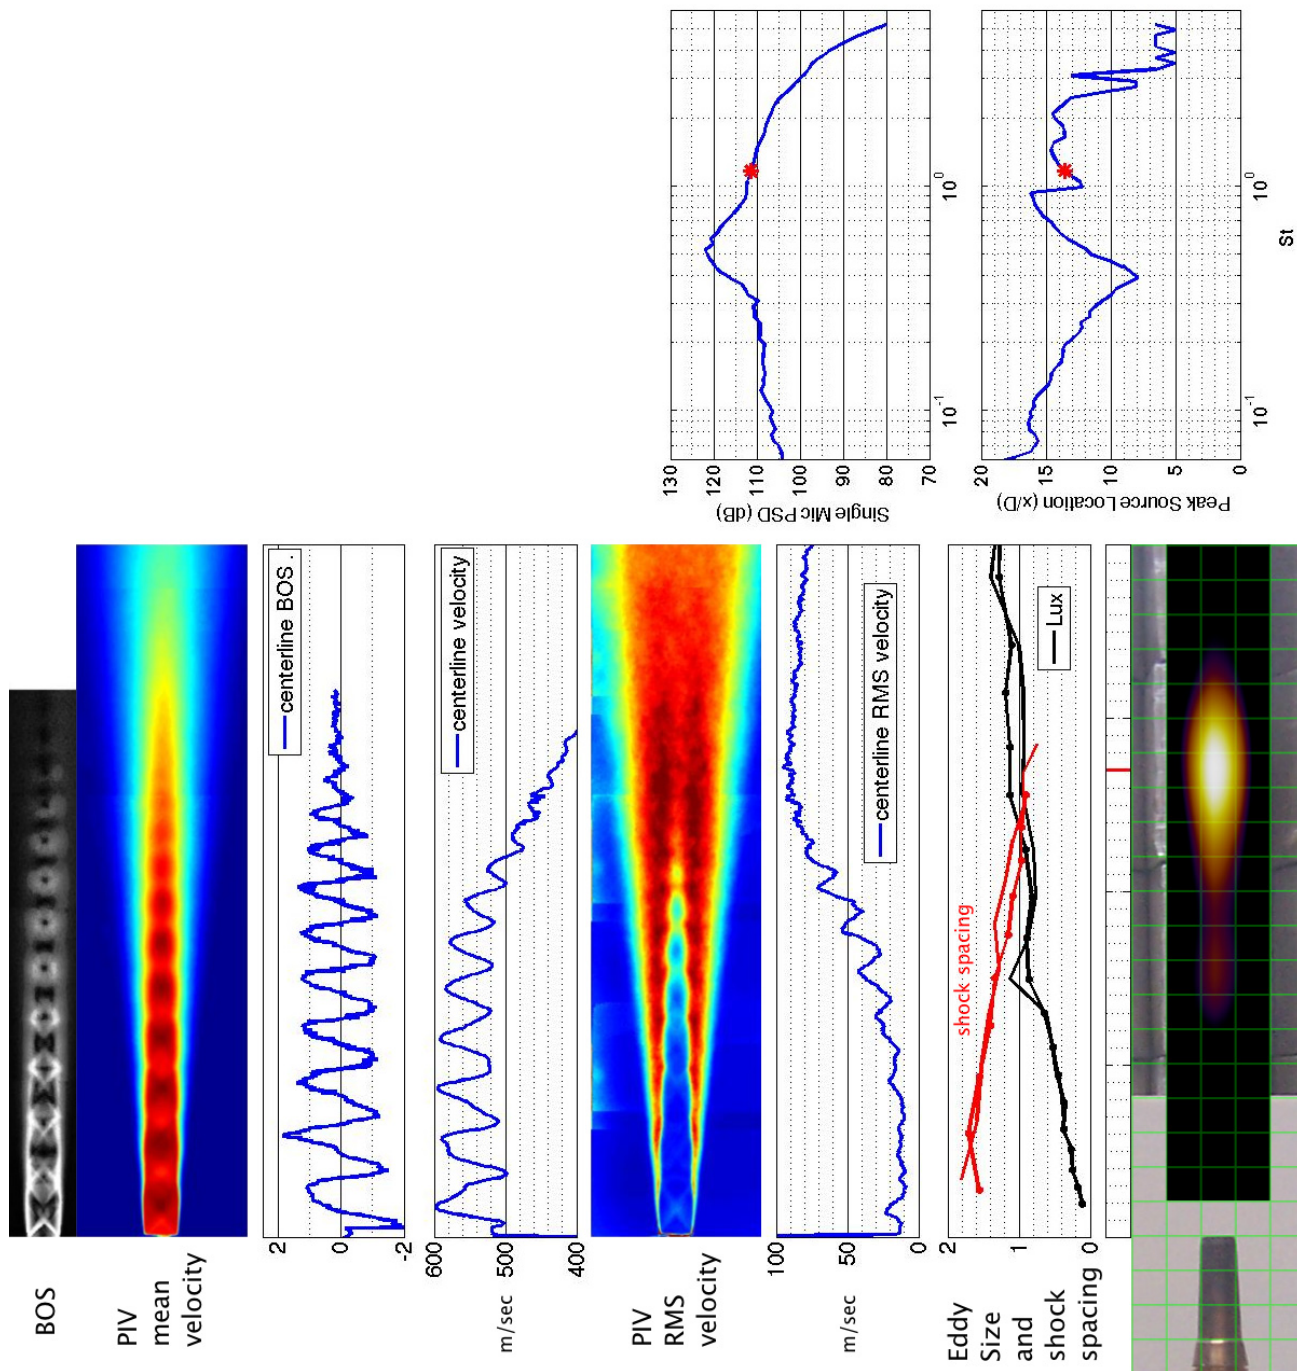 BOS
PIV
mean
velocity
2
0
-2
centerline BOS .
600
500
400
m/sec
centerline velocity
PIV
RMS
velocity
100
50
0
m/sec
centerline RMS velocity
Eddy
Size
and
shock
spacing
2
1
0
shock spacing
Lux
130
120
110
100
90
80
70
Single Mic PSD (dB)
10⁻¹
10⁰
20
15
10
5
0
Peak Source Location (x/D)
10⁻¹
10⁰
St